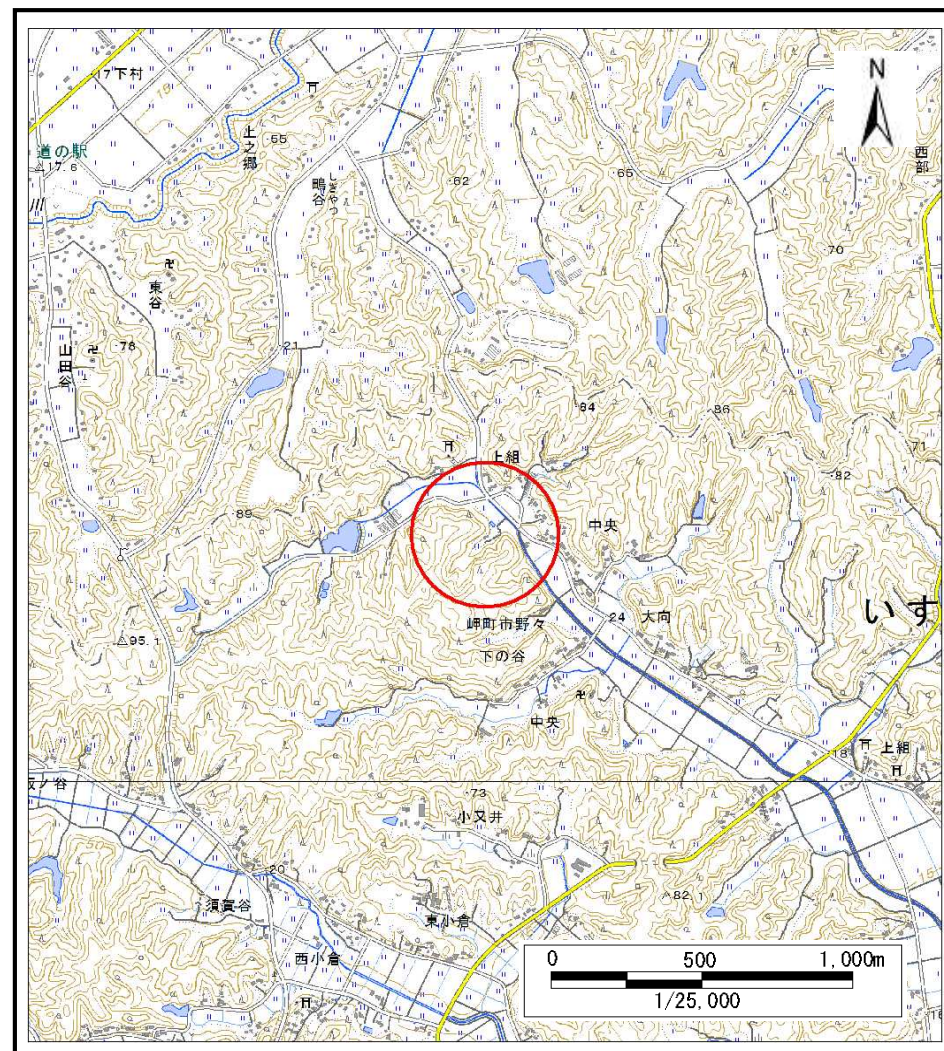 17下村
道の駅
17.6
川
上之郷
55
鴫谷
しぎやつ
62
65
N
西部
70
東谷
78
上田谷
21
84
86
71
82
上組
89
中央
95.1
岬町市野々
下の谷
24
大向
いす
中央
18
上組
73
小又井
20
須賀谷
東小倉
82.1
西小倉
0 500 1,000m
1/25,000